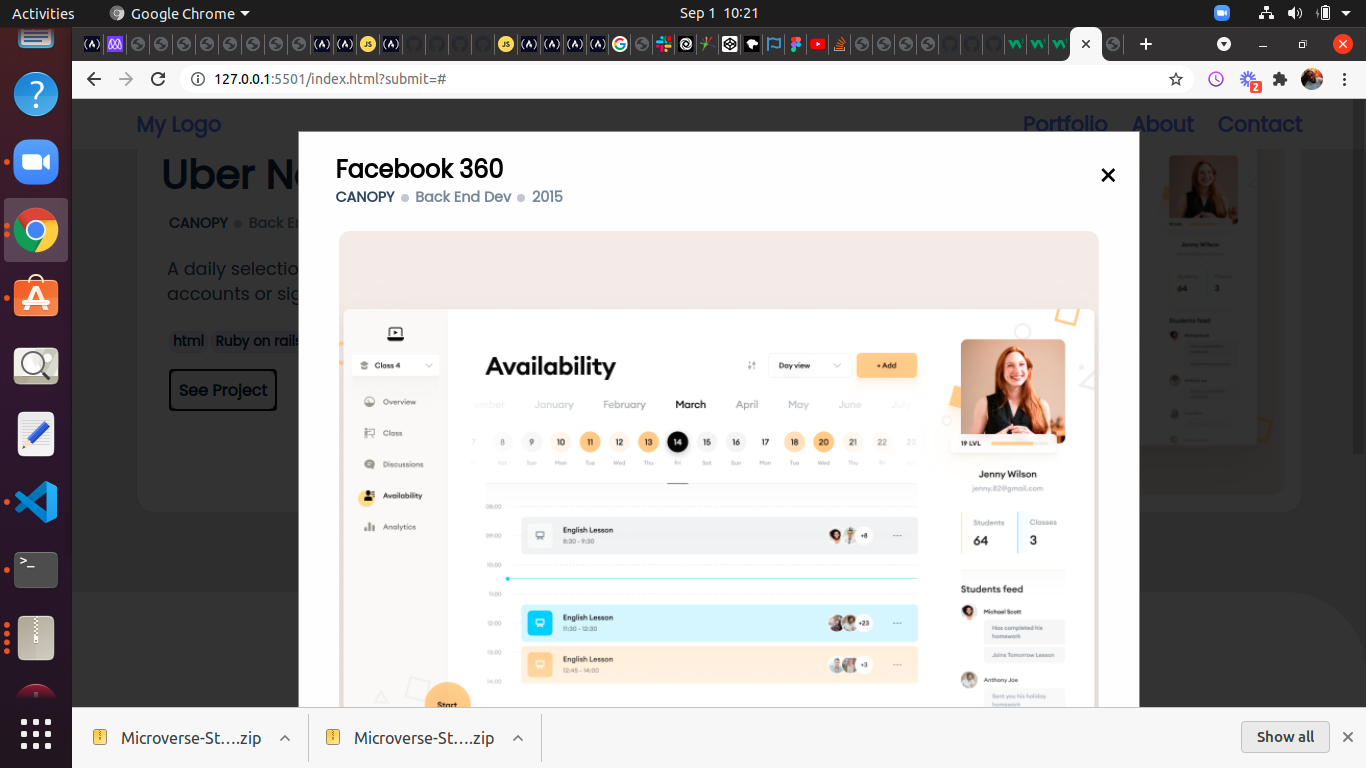 Activities
Google Chrome
Sep 1 10:21
127.0.0.1:5501/index.html?submit=#
2
My Logo
Portfolio About Contact
Uber Na
CANOPY Back En
A daily selectio
accounts or sig
html Ruby on rails
See Project
Facebook 360
×
CANOPY Back End Dev 2015
Class 4
Overview
Class
Discussions
Availability
Analytics
Start
Availability
Day view
+ Add
January February March April May June July
8 9 10 11 12 13 14 15 16 17 18 20 21 22
Sat Sun Mon Tue Wed Thu Fri Sat Sun Mon Tue Wed Thu Fri
08:00
09:00
English Lesson
8:30 - 9:30
+8
10:00
11:00
12:00
English Lesson
11:30 - 12:30
+23
13:00
English Lesson
12:45 - 14:00
+3
14:00
19 LVL
Jenny Wilson
jenny.82@gmail.com
Students
64
Classes
3
Students feed
Michael Scott
Has completed his
homework
Joins Tomorrow Lesson
Anthony Joe
Sent you his holiday
homework
Jenny Wilson
64 3
Students feed
Microverse-St....zip
Microverse-St....zip
Show all